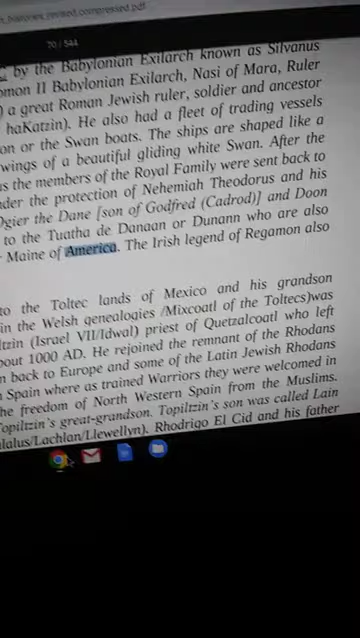 _histories_revised_compressed.pdf
70 / 544
by the Babylonian Exilarch known as Silvanus
omon II Babylonian Exilarch, Nasi of Mara, Ruler
) a great Roman Jewish ruler, soldier and ancestor
haKatzin). He also had a fleet of trading vessels
on or the Swan boats. The ships are shaped like a
wings of a beautiful gliding white Swan. After the
s the members of the Royal Family were sent back to
nder the protection of Nehemiah Theodorus and his
Ogier the Dane [son of Godfred (Cadrod)] and Doon
to the Tuatha de Danaan or Dunann who are also
Maine of America. The Irish legend of Regamon also
to the Toltec lands of Mexico and his grandson
in the Welsh genealogies /Mixcoatl of the Toltecs)was
ltzin (Israel VII/Idwal) priest of Quetzalcoatl who left
bout 1000 AD. He rejoined the remnant of the Rhodans
n back to Europe and some of the Latin Jewish Rhodans
Spain where as trained Warriors they were welcomed in
he freedom of North Western Spain from the Muslims.
Topiltzin's great-grandson. Topiltzin's son was called Lain
alalus/Lachlan/Llewellyn). Rhodrigo El Cid and his father